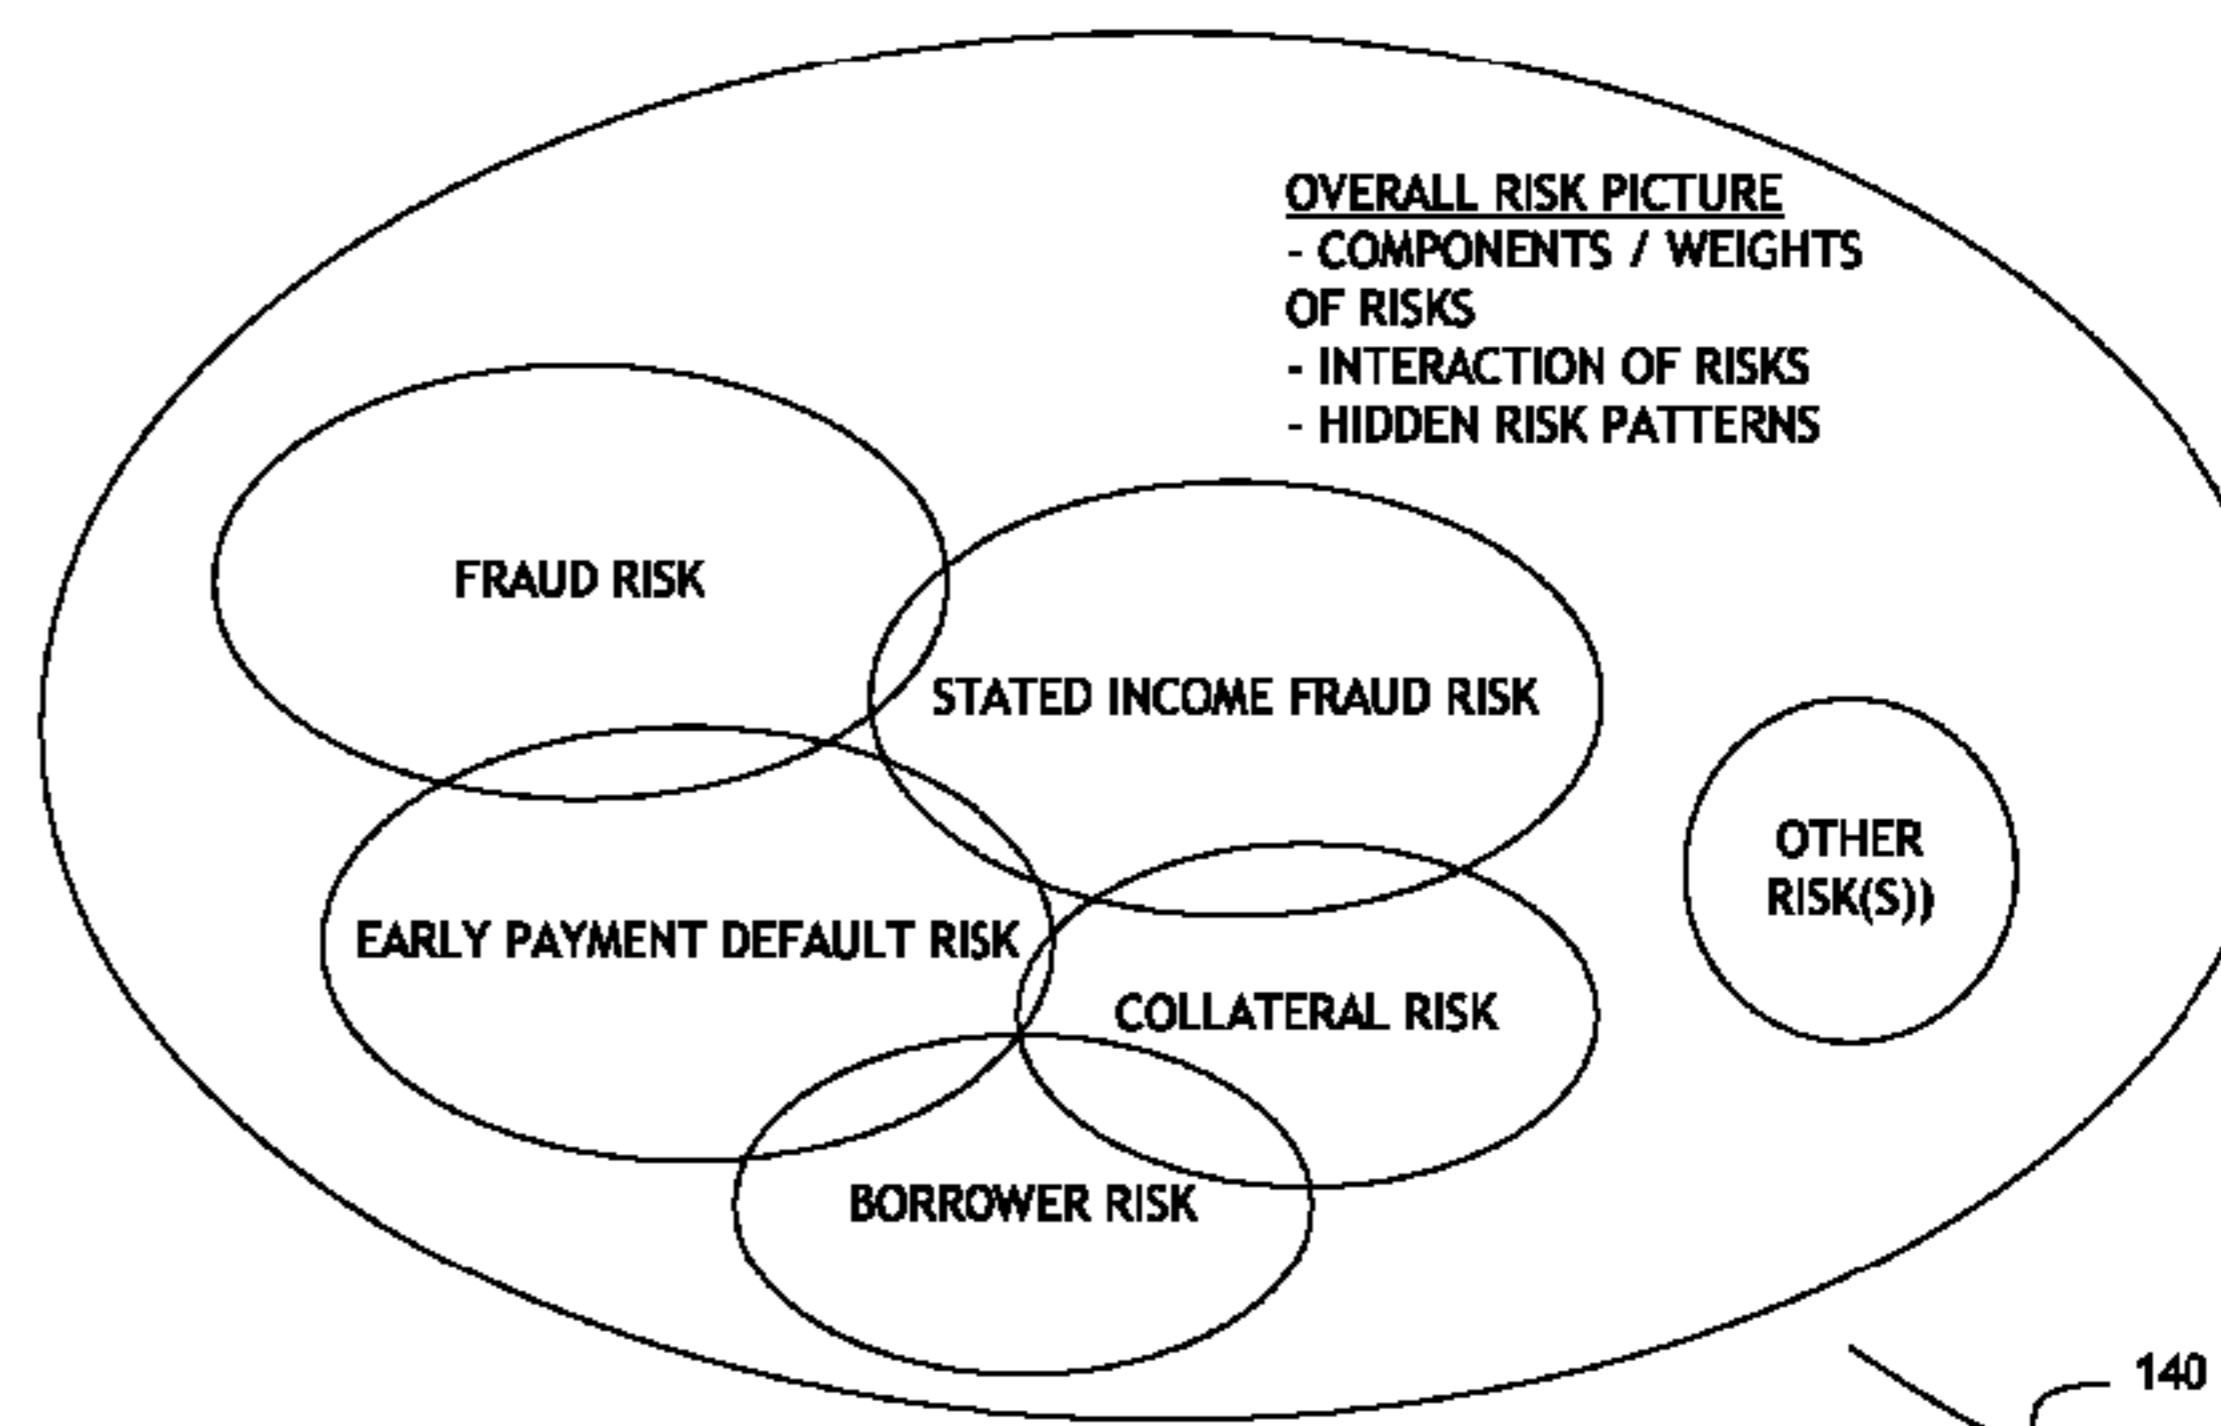 OVERALL RISK PICTURE
- COMPONENTS / WEIGHTS
OF RISKS
- INTERACTION OF RISKS
- HIDDEN RISK PATTERNS
FRAUD RISK
STATED INCOME FRAUD RISK
OTHER
RISK(S))
EARLY PAYMENT DEFAULT RISK
COLLATERAL RISK
BORROWER RISK
140